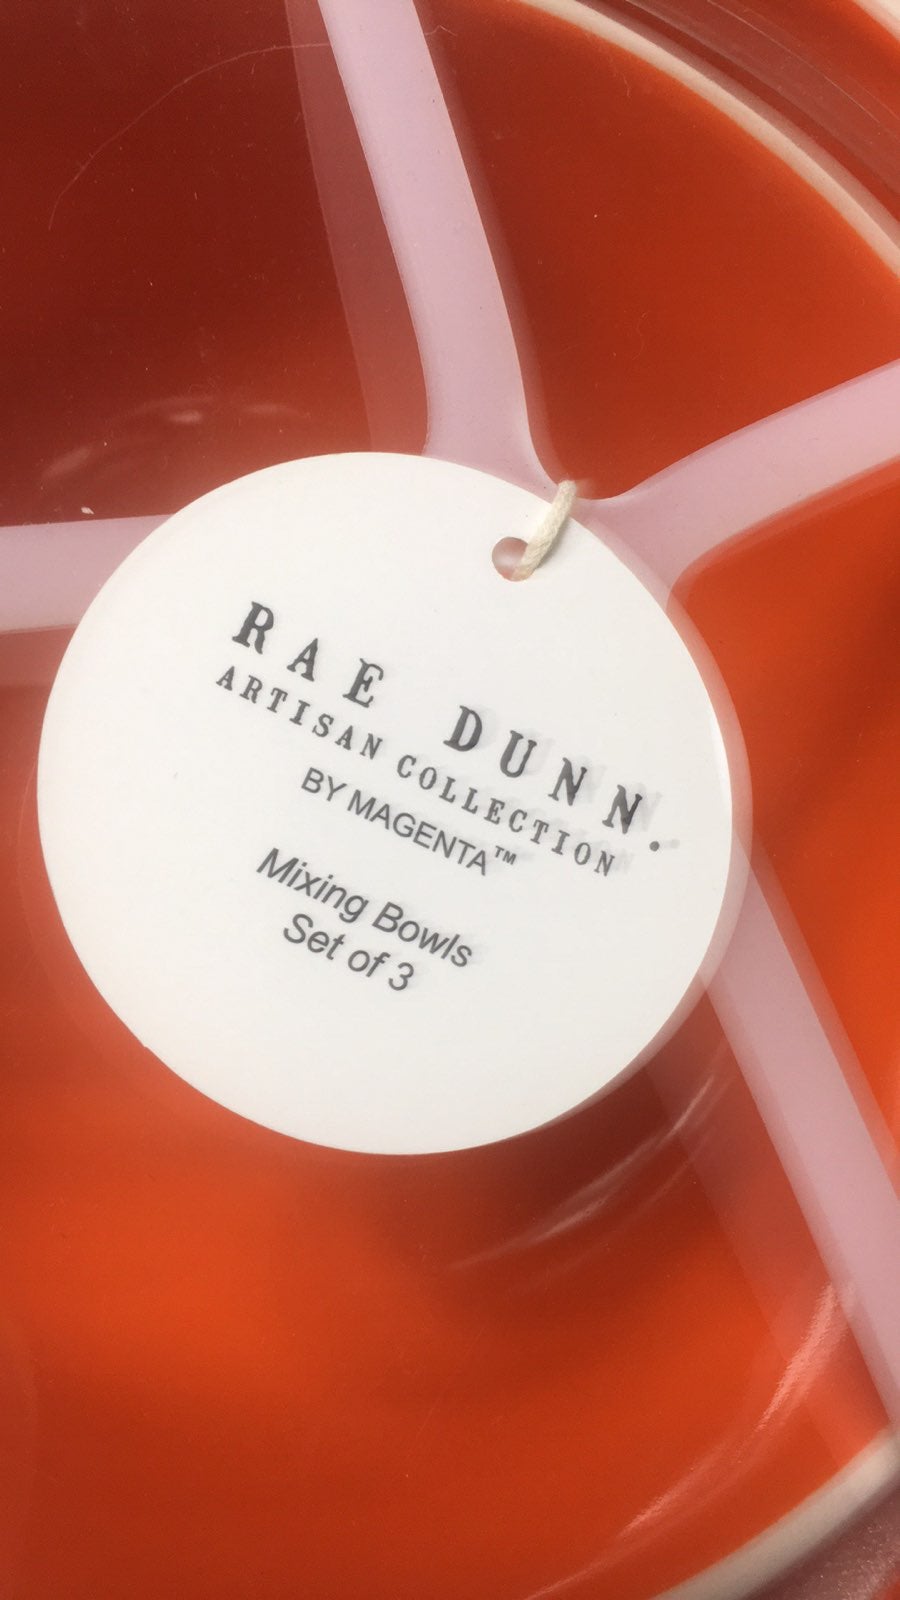 RAE DUNN.
ARTISAN COLLECTION
BY MAGENTA™
Mixing Bowls
Set of 3